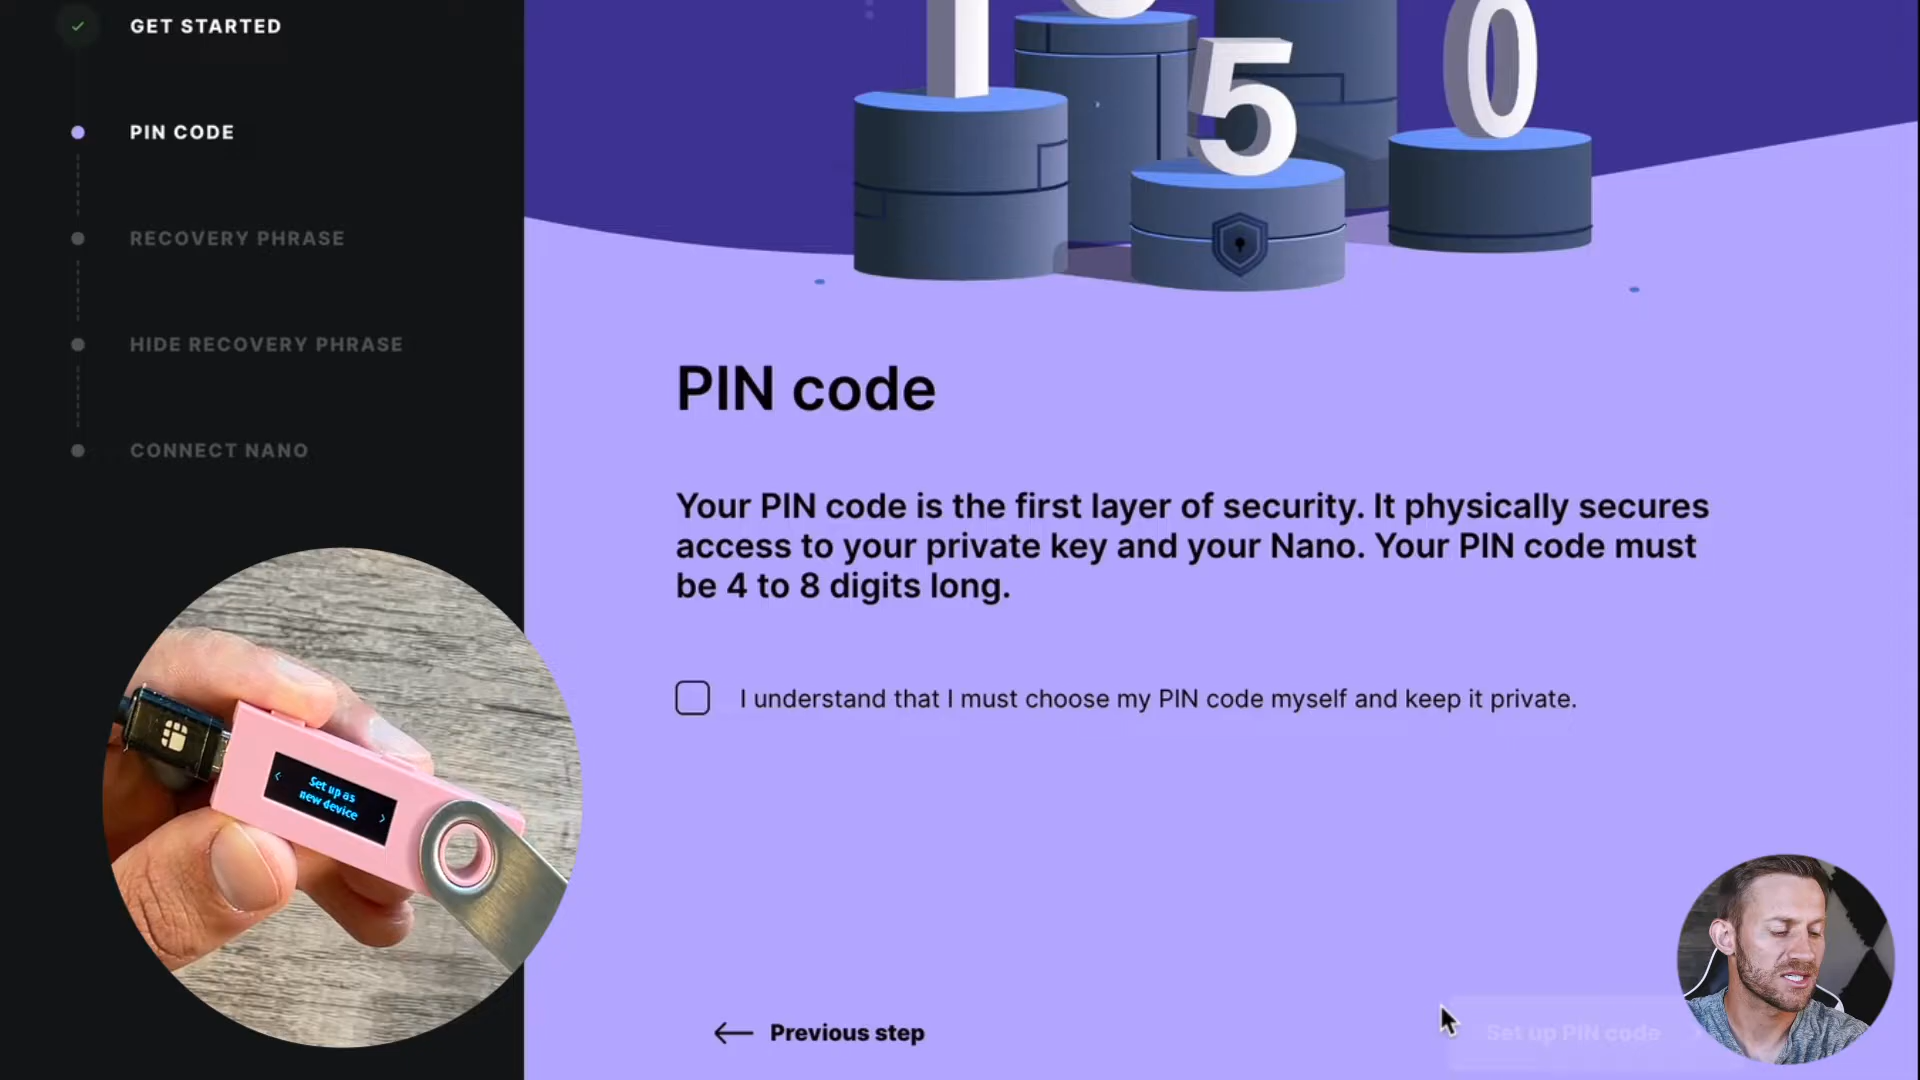 GET STARTED
PIN CODE
RECOVERY PHRASE
HIDE RECOVERY PHRASE
CONNECT NANO
5
0
PIN code
Your PIN code is the first layer of security. It physically secures
access to your private key and your Nano. Your PIN code must
be 4 to 8 digits long.
I understand that I must choose my PIN code myself and keep it private.
Set up as
new device
Previous step
Set up PIN code